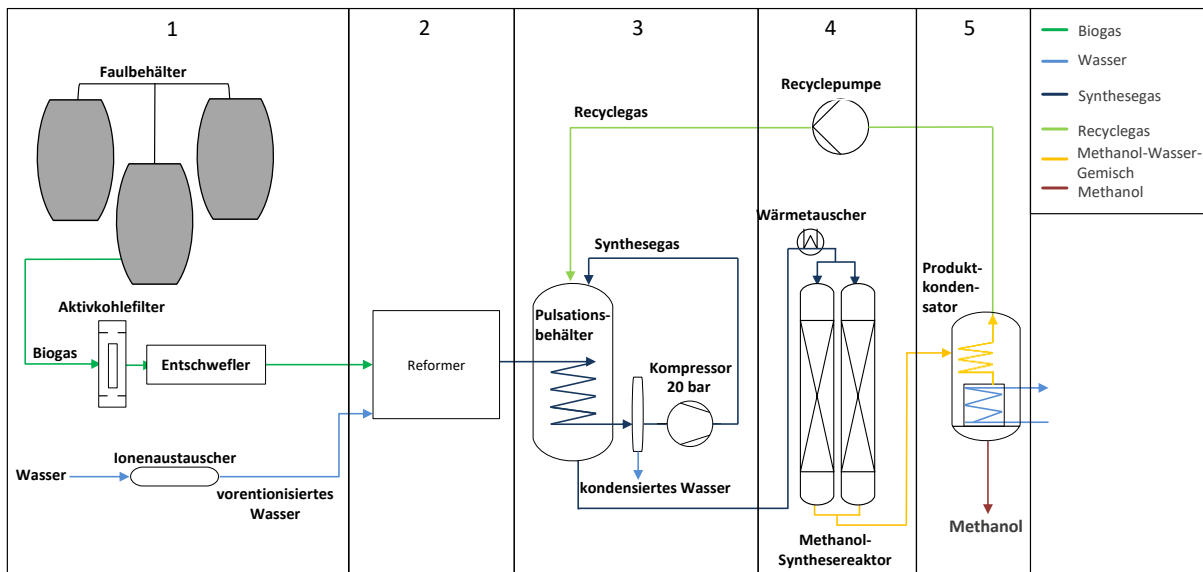 1
2
3
4
5
Faulbehälter
Aktivkohlefilter
Biogas
Entschwefler
Ionenaustauscher
Wasser
vorentionisiertes
Wasser
Reformer
Recyclegas
Synthesegas
Pulsations-
behälter
Kompressor
20 bar
kondensiertes Wasser
Recyclepumpe
Wärmetauscher
Methanol-
Synthesereaktor
Produkt-
konden-
sator
Methanol
Biogas
Wasser
Synthesegas
Recyclegas
Methanol-Wasser-
Gemisch
Methanol